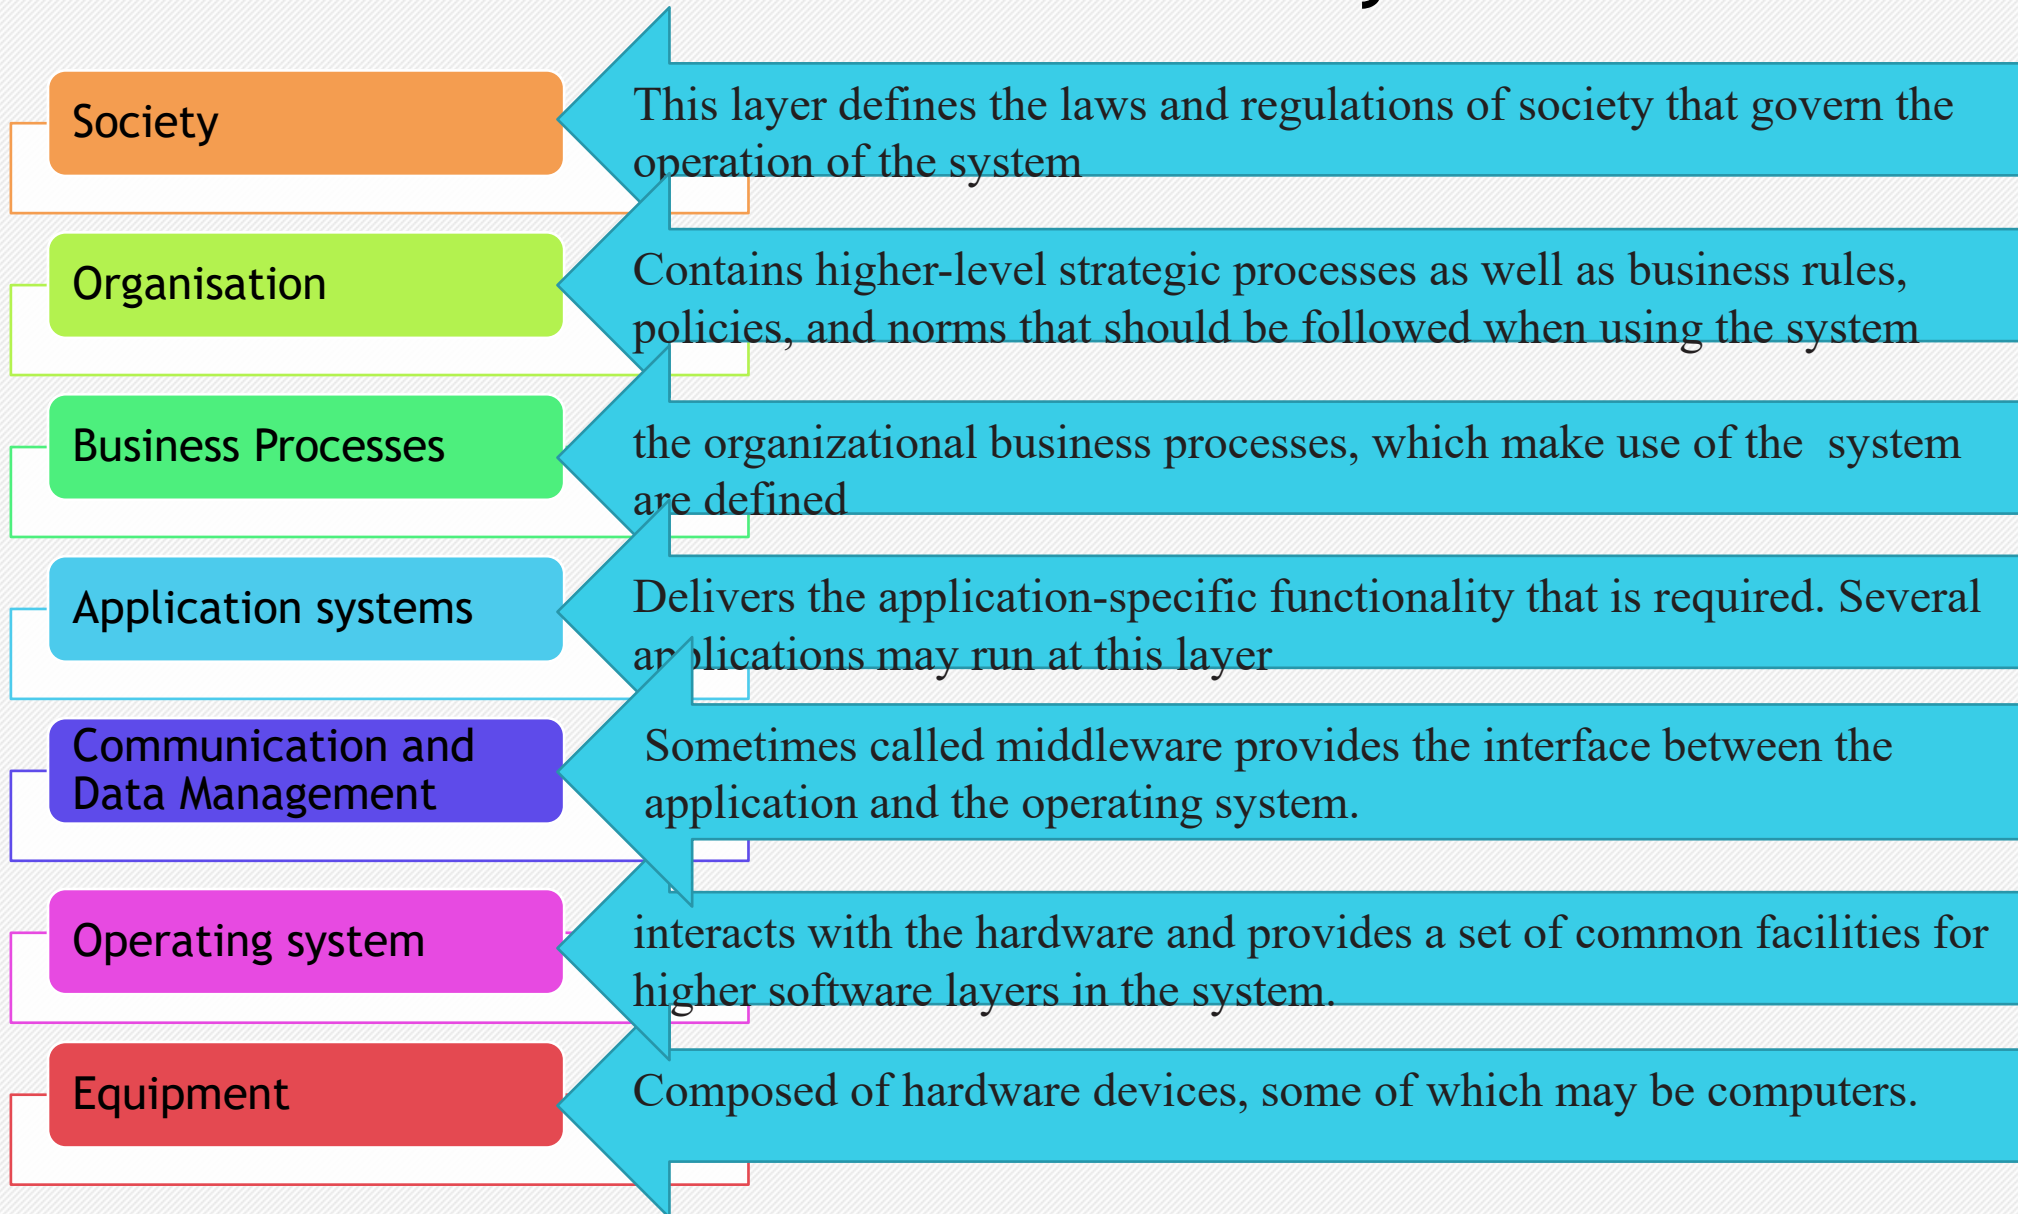 Society
This layer defines the laws and regulations of society that govern the
operation of the system
Organisation
Contains higher-level strategic processes as well as business rules,
policies, and norms that should be followed when using the system
Business Processes
the organizational business processes, which make use of the  system
are defined
Application systems
Delivers the application-specific functionality that is required. Several
applications may run at this layer
Communication and
Data Management
Sometimes called middleware provides the interface between the
application and the operating system.
Operating system
interacts with the hardware and provides a set of common facilities for
higher software layers in the system.
Equipment
Composed of hardware devices, some of which may be computers.